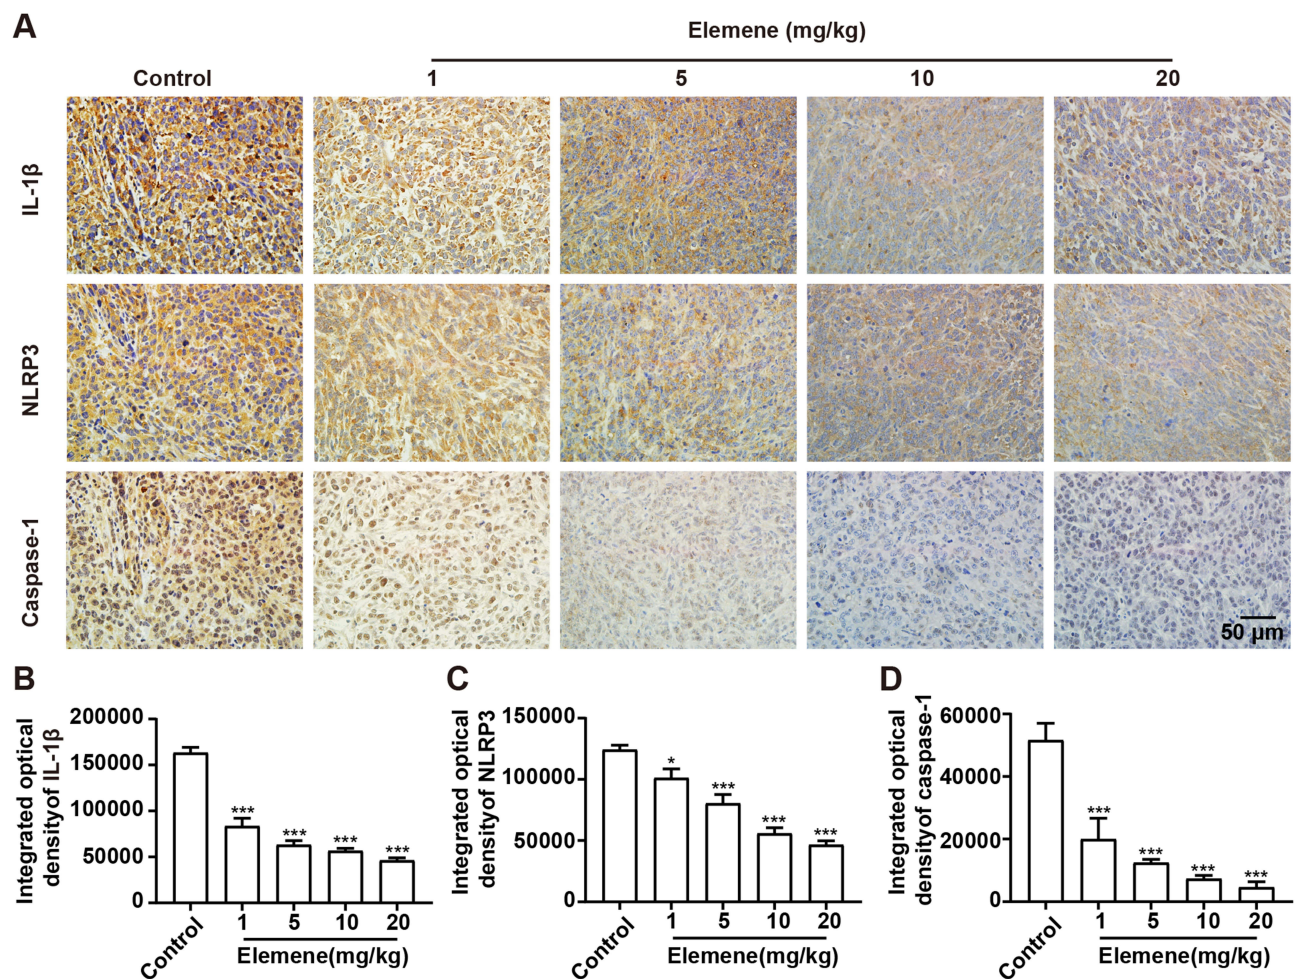 A
Elemene (mg/kg)
Control 1 5 10 20
IL-1β
NLRP3
Caspase-1
50 μm
B
Integrated optical
densityof IL-1β
200000
150000
100000
50000
0
***
***
***
***
Control
1 5 10 20
Elemene(mg/kg)
C
Integrated optical
densityof NLRP3
150000
100000
50000
0
*
***
***
***
Control
1 5 10 20
Elemene(mg/kg)
D
Integrated optical
densityof caspase-1
60000
40000
20000
0
***
***
***
***
Control
1 5 10 20
Elemene(mg/kg)